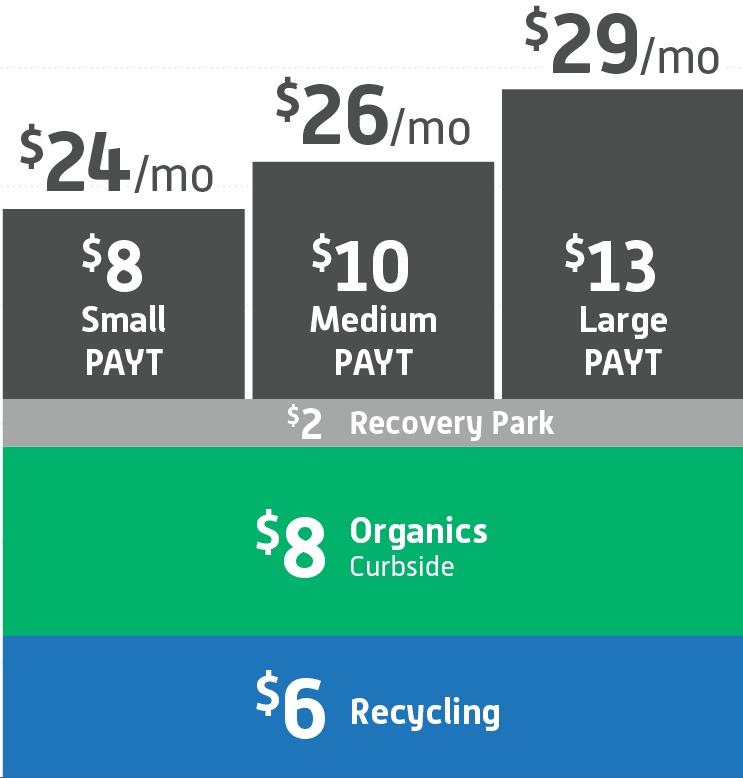 $24/mo
$26/mo
$29/mo
$8
Small
PAYT
$10
Medium
PAYT
$13
Large
PAYT
$2 Recovery Park
$8 Organics
Curbside
$6 Recycling